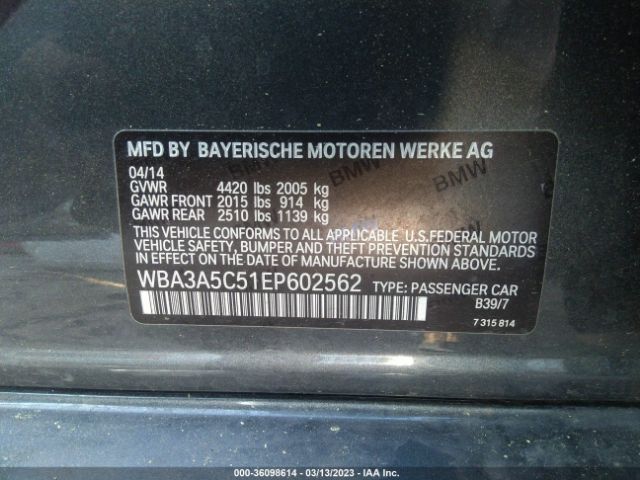 MFD BY BAYERISCHE MOTOREN WERKE AG
04/14
GVWR 4420 lbs 2005 kg
GAWR FRONT 2015 lbs 914 kg
GAWR REAR 2510 lbs 1139 kg
THIS VEHICLE CONFORMS TO ALL APPLICABLE U.S.FEDERAL MOTOR
VEHICLE SAFETY, BUMPER AND THEFT PREVENTION STANDARDS
IN EFFECT ON THE DATE OF MANUFACTURE SHOWN ABOVE.
WBA3A5C51EP602562 TYPE: PASSENGER CAR
B39/7
7 315 814
BMW
BMW
000-36098614 - 03/13/2023 - IAA Inc.